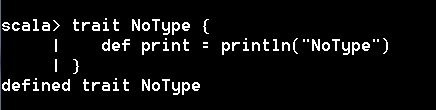 scala> trait NoType {
     |    def print = println("NoType")
     | }
defined trait NoType